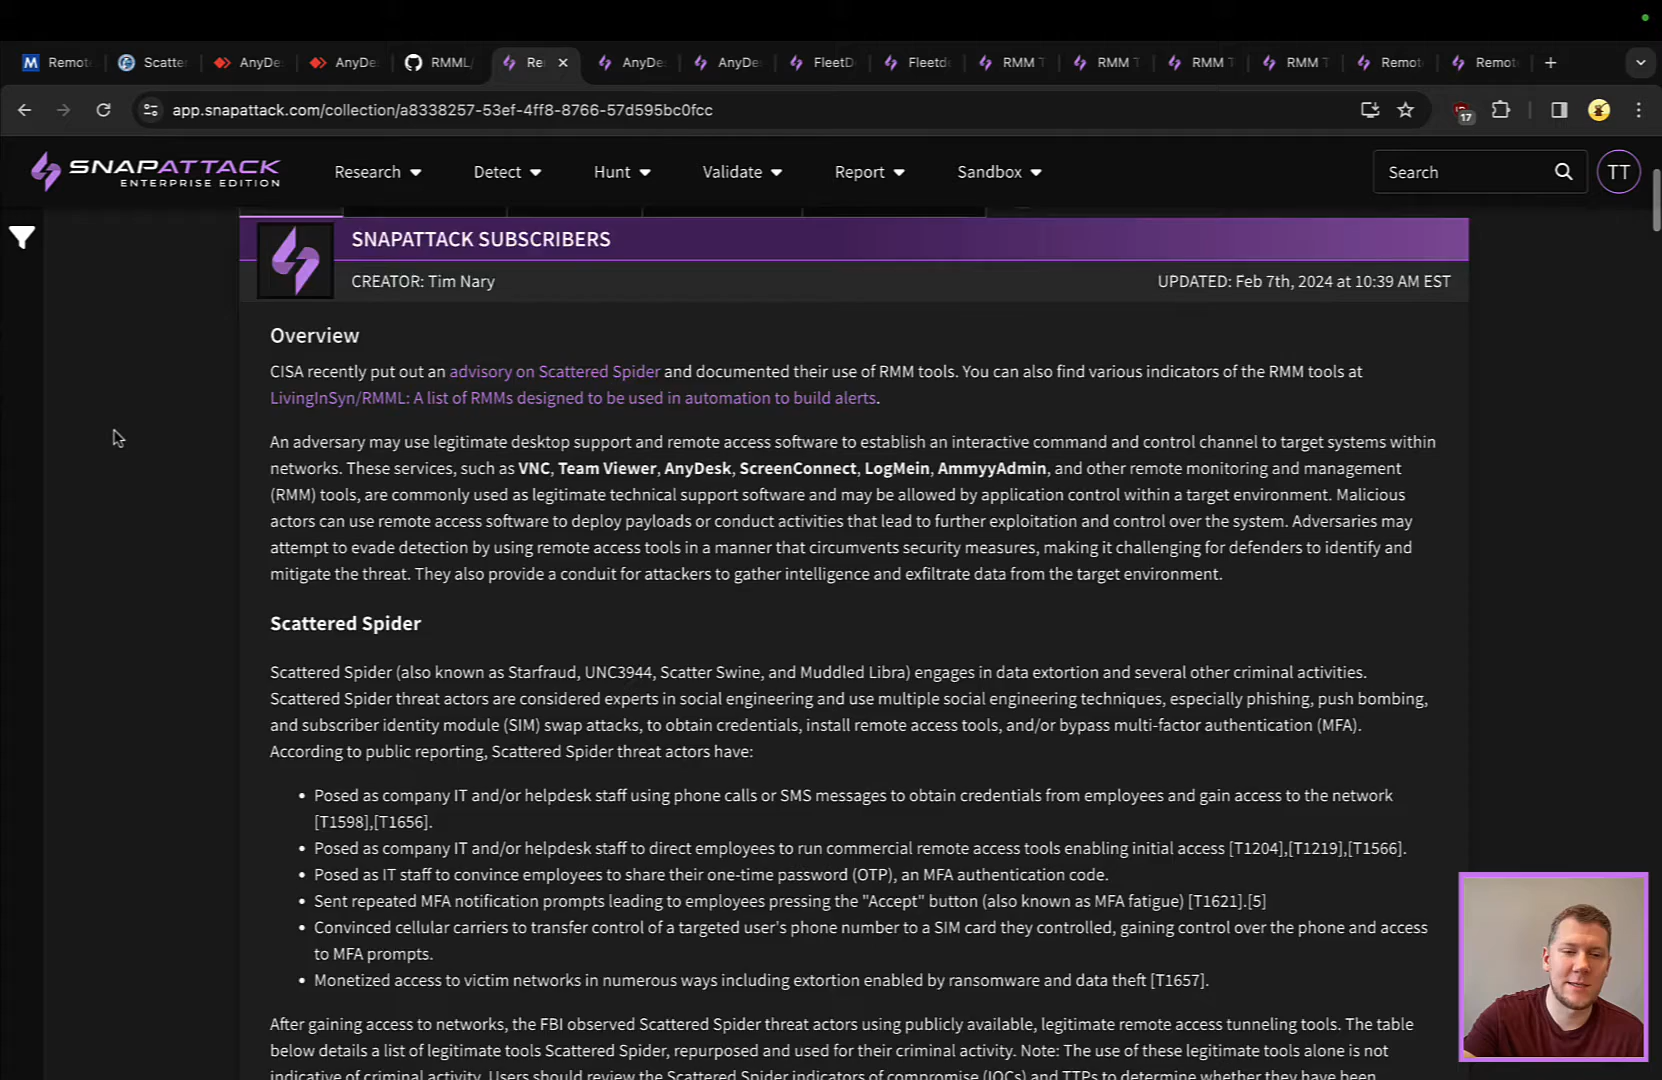 Remot
Scatter
AnyDe
AnyDe
RMML/
Re
AnyDe
AnyDe
FleetD
Fleetd
RMM T
RMM T
RMM T
RMM T
Remot
Remot
app.snapattack.com/collection/a8338257-53ef-4ff8-8766-57d595bc0fcc
17
SNAPATTACK
ENTERPRISE EDITION
Research
Detect
Hunt
Validate
Report
Sandbox
Search
TT
SNAPATTACK SUBSCRIBERS
CREATOR: Tim Nary
UPDATED: Feb 7th, 2024 at 10:39 AM EST
Overview
CISA recently put out an advisory on Scattered Spider and documented their use of RMM tools. You can also find various indicators of the RMM tools at
LivingInSyn/RMML: A list of RMMs designed to be used in automation to build alerts.
An adversary may use legitimate desktop support and remote access software to establish an interactive command and control channel to target systems within
networks. These services, such as VNC, Team Viewer, AnyDesk, ScreenConnect, LogMein, AmmyyAdmin, and other remote monitoring and management
(RMM) tools, are commonly used as legitimate technical support software and may be allowed by application control within a target environment. Malicious
actors can use remote access software to deploy payloads or conduct activities that lead to further exploitation and control over the system. Adversaries may
attempt to evade detection by using remote access tools in a manner that circumvents security measures, making it challenging for defenders to identify and
mitigate the threat. They also provide a conduit for attackers to gather intelligence and exfiltrate data from the target environment.
Scattered Spider
Scattered Spider (also known as Starfraud, UNC3944, Scatter Swine, and Muddled Libra) engages in data extortion and several other criminal activities.
Scattered Spider threat actors are considered experts in social engineering and use multiple social engineering techniques, especially phishing, push bombing,
and subscriber identity module (SIM) swap attacks, to obtain credentials, install remote access tools, and/or bypass multi-factor authentication (MFA).
According to public reporting, Scattered Spider threat actors have:
• Posed as company IT and/or helpdesk staff using phone calls or SMS messages to obtain credentials from employees and gain access to the network
[T1598],[T1656].
• Posed as company IT and/or helpdesk staff to direct employees to run commercial remote access tools enabling initial access [T1204],[T1219],[T1566].
• Posed as IT staff to convince employees to share their one-time password (OTP), an MFA authentication code.
• Sent repeated MFA notification prompts leading to employees pressing the "Accept" button (also known as MFA fatigue) [T1621].[5]
• Convinced cellular carriers to transfer control of a targeted user's phone number to a SIM card they controlled, gaining control over the phone and access
to MFA prompts.
• Monetized access to victim networks in numerous ways including extortion enabled by ransomware and data theft [T1657].
After gaining access to networks, the FBI observed Scattered Spider threat actors using publicly available, legitimate remote access tunneling tools. The table
below details a list of legitimate tools Scattered Spider, repurposed and used for their criminal activity. Note: The use of these legitimate tools alone is not
indicative of criminal activity. Users should review the Scattered Spider indicators of compromise (IOCs) and TTPs to determine whether they have been